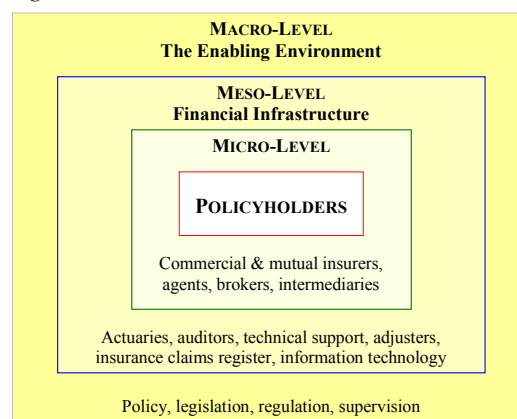 MACRO-LEVEL
The Enabling Environment
MESO-LEVEL
Financial Infrastructure
MICRO-LEVEL
POLICYHOLDERS
Commercial & mutual insurers,
agents, brokers, intermediaries
Actuaries, auditors, technical support, adjusters,
insurance claims register, information technology
Policy, legislation, regulation, supervision